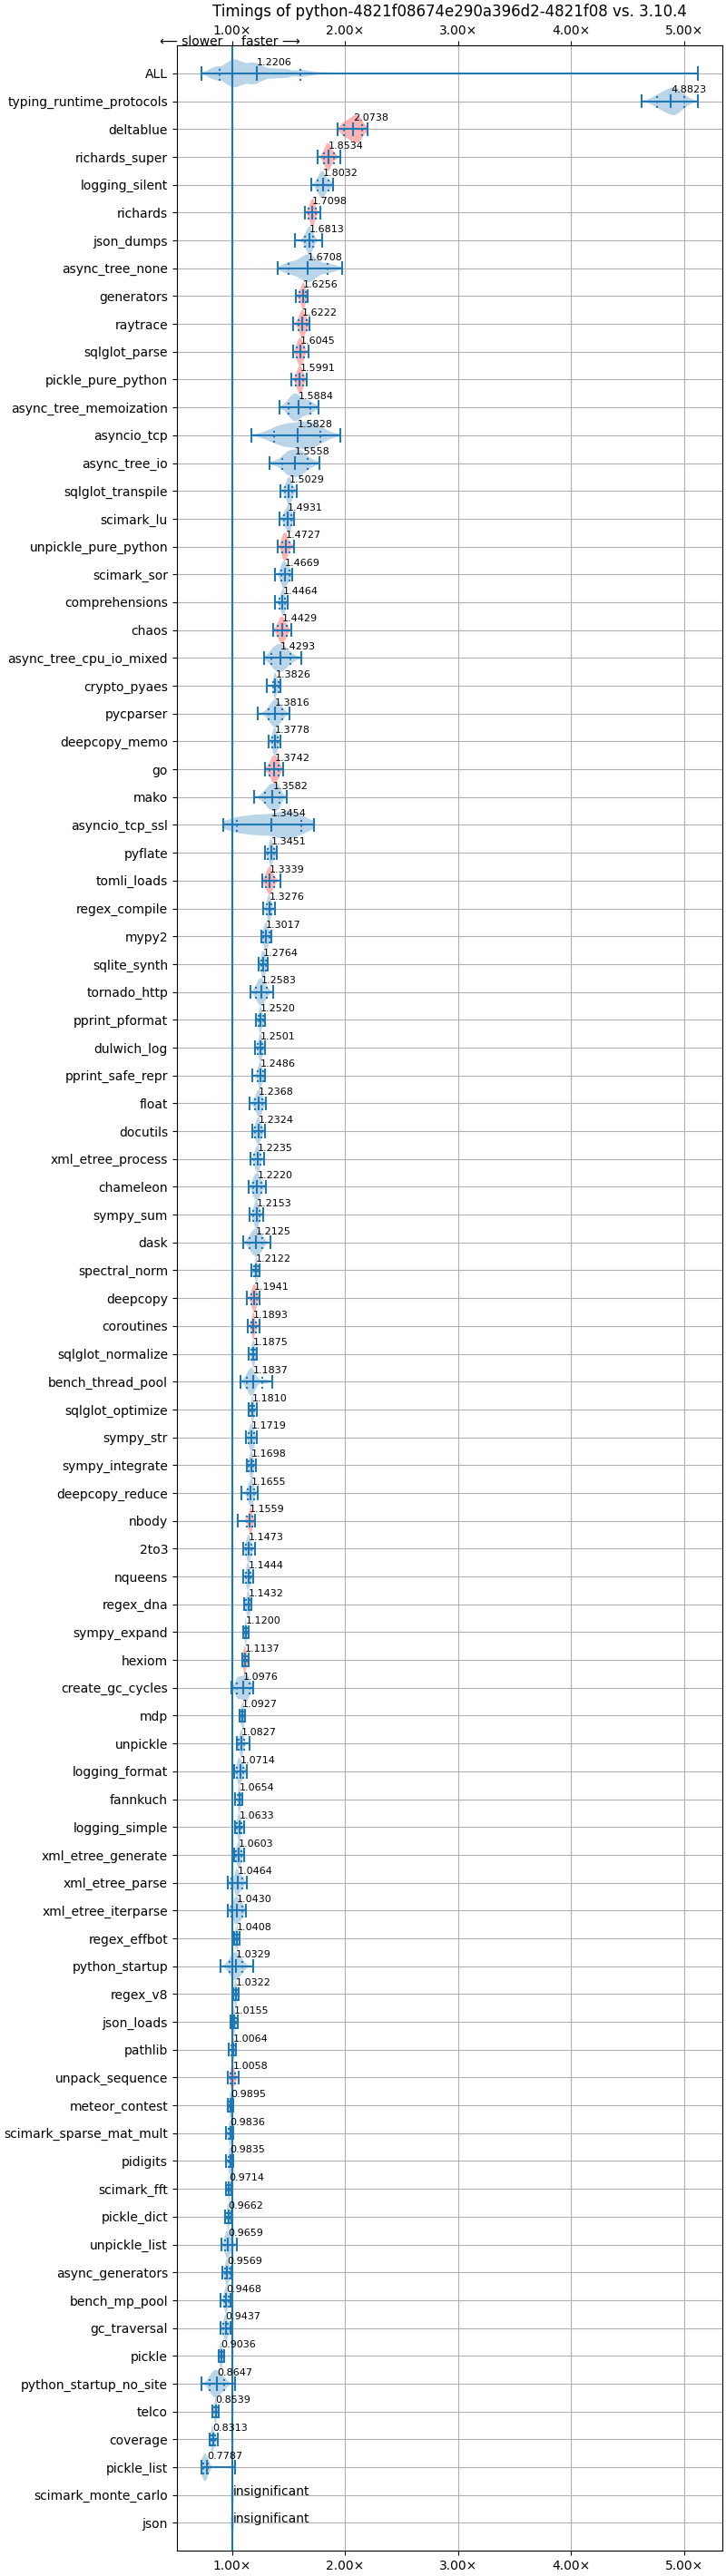 Timings of python-4821f08674e290a396d2-4821f08 vs. 3.10.4
1.00× 2.00× 3.00× 4.00× 5.00×
⟵ slower faster ⟶
ALL 1.2206
typing_runtime_protocols 4.8823
deltablue 2.0738
richards_super 1.8534
logging_silent 1.8032
richards 1.7098
json_dumps 1.6813
async_tree_none 1.6708
generators 1.6256
raytrace 1.6222
sqlglot_parse 1.6045
pickle_pure_python 1.5991
async_tree_memoization 1.5884
asyncio_tcp 1.5828
async_tree_io 1.5558
sqlglot_transpile 1.5029
scimark_lu 1.4931
unpickle_pure_python 1.4727
scimark_sor 1.4669
comprehensions 1.4464
chaos 1.4429
async_tree_cpu_io_mixed 1.4293
crypto_pyaes 1.3826
pycparser 1.3816
deepcopy_memo 1.3778
go 1.3742
mako 1.3582
asyncio_tcp_ssl 1.3454
pyflate 1.3451
tomli_loads 1.3339
regex_compile 1.3276
mypy2 1.3017
sqlite_synth 1.2764
tornado_http 1.2583
pprint_pformat 1.2520
dulwich_log 1.2501
pprint_safe_repr 1.2486
float 1.2368
docutils 1.2324
xml_etree_process 1.2235
chameleon 1.2220
sympy_sum 1.2153
dask 1.2125
spectral_norm 1.2122
deepcopy 1.1941
coroutines 1.1893
sqlglot_normalize 1.1875
bench_thread_pool 1.1837
sqlglot_optimize 1.1810
sympy_str 1.1719
sympy_integrate 1.1698
deepcopy_reduce 1.1655
nbody 1.1559
2to3 1.1473
nqueens 1.1444
regex_dna 1.1432
sympy_expand 1.1200
hexiom 1.1137
create_gc_cycles 1.0976
mdp 1.0927
unpickle 1.0827
logging_format 1.0714
fannkuch 1.0654
logging_simple 1.0633
xml_etree_generate 1.0603
xml_etree_parse 1.0464
xml_etree_iterparse 1.0430
regex_effbot 1.0408
python_startup 1.0329
regex_v8 1.0322
json_loads 1.0155
pathlib 1.0064
unpack_sequence 1.0058
meteor_contest 0.9895
scimark_sparse_mat_mult 0.9836
pidigits 0.9835
scimark_fft 0.9714
pickle_dict 0.9662
unpickle_list 0.9659
async_generators 0.9569
bench_mp_pool 0.9468
gc_traversal 0.9437
pickle 0.9036
python_startup_no_site 0.8647
telco 0.8539
coverage 0.8313
pickle_list 0.7787
scimark_monte_carlo insignificant
json insignificant
1.00× 2.00× 3.00× 4.00× 5.00×